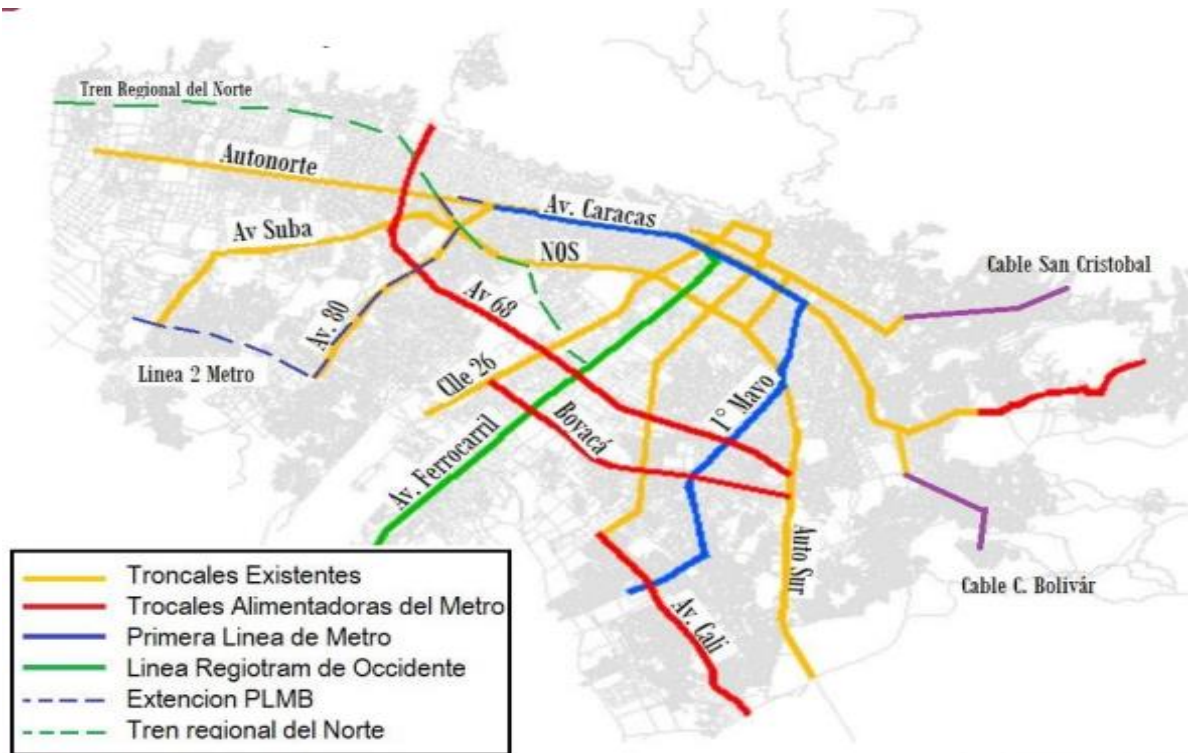 Tren Regional del Norte
Autonorte
Av. Caracas
Av Suba
NQS
Cable San Cristobal
Av 68
Av. 80
Linea 2 Metro
Clle 26
1° Mayo
Boyacá
Av. Ferrocarril
Auto Sur
Cable C. Bolivár
Av. Cali
Troncales Existentes
Trocales Alimentadoras del Metro
Primera Linea de Metro
Linea Regiotram de Occidente
Extencion PLMB
Tren regional del Norte